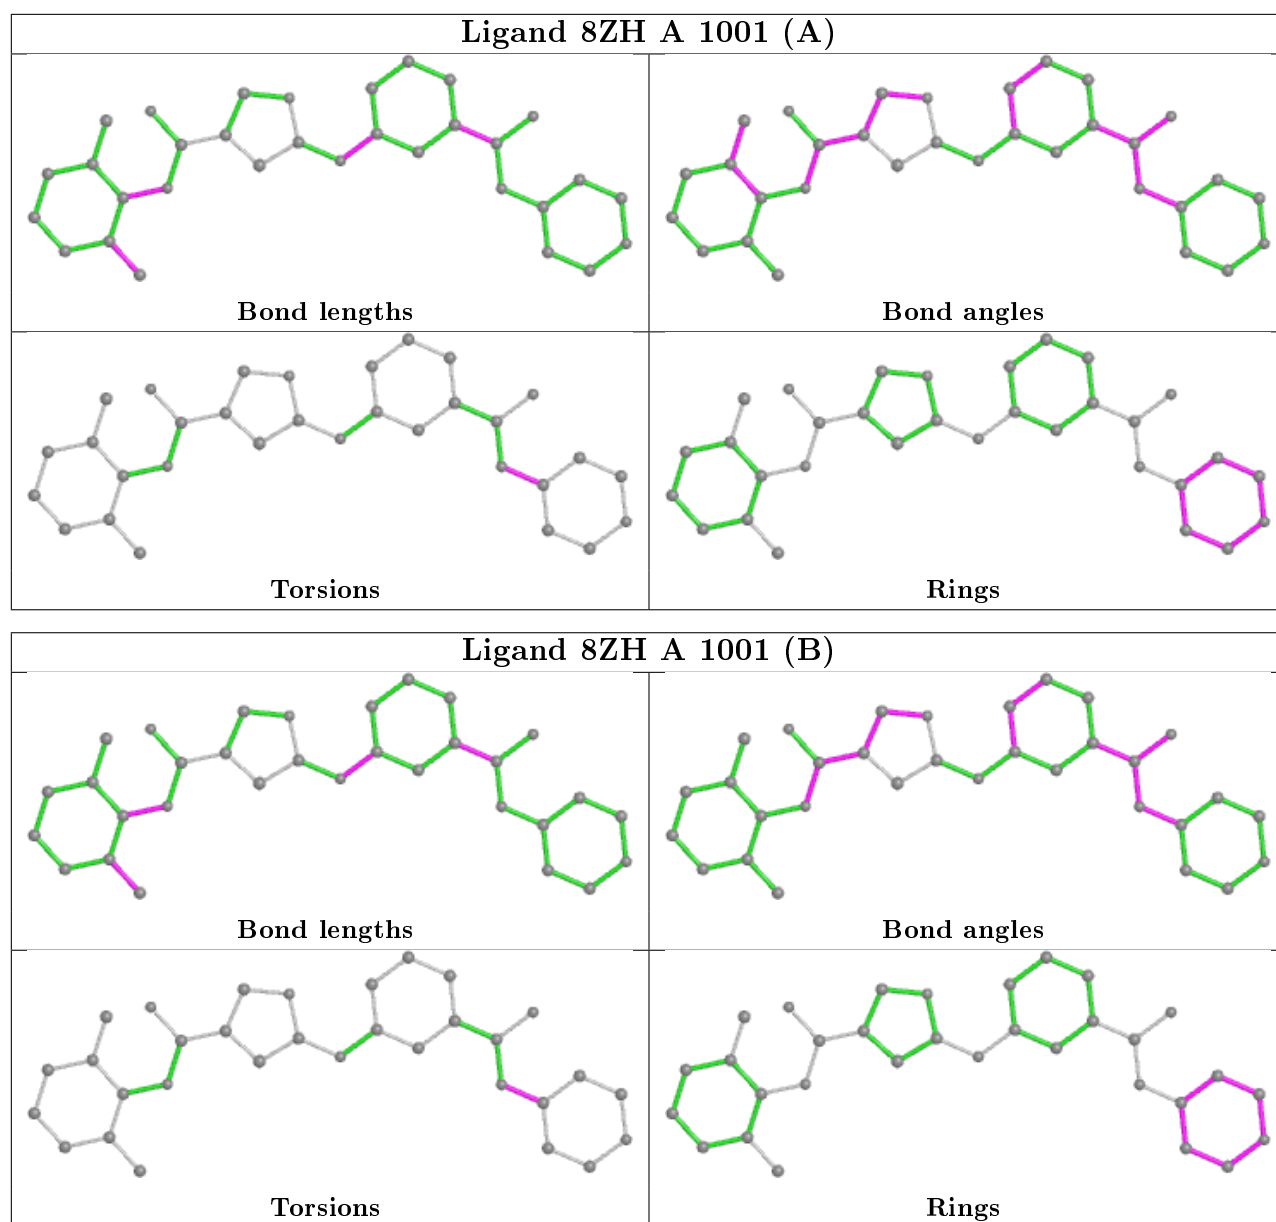 Ligand 8ZH A 1001 (A)
Bond lengths
Bond angles
Torsions
Rings
Ligand 8ZH A 1001 (B)
Bond lengths
Bond angles
Torsions
Rings